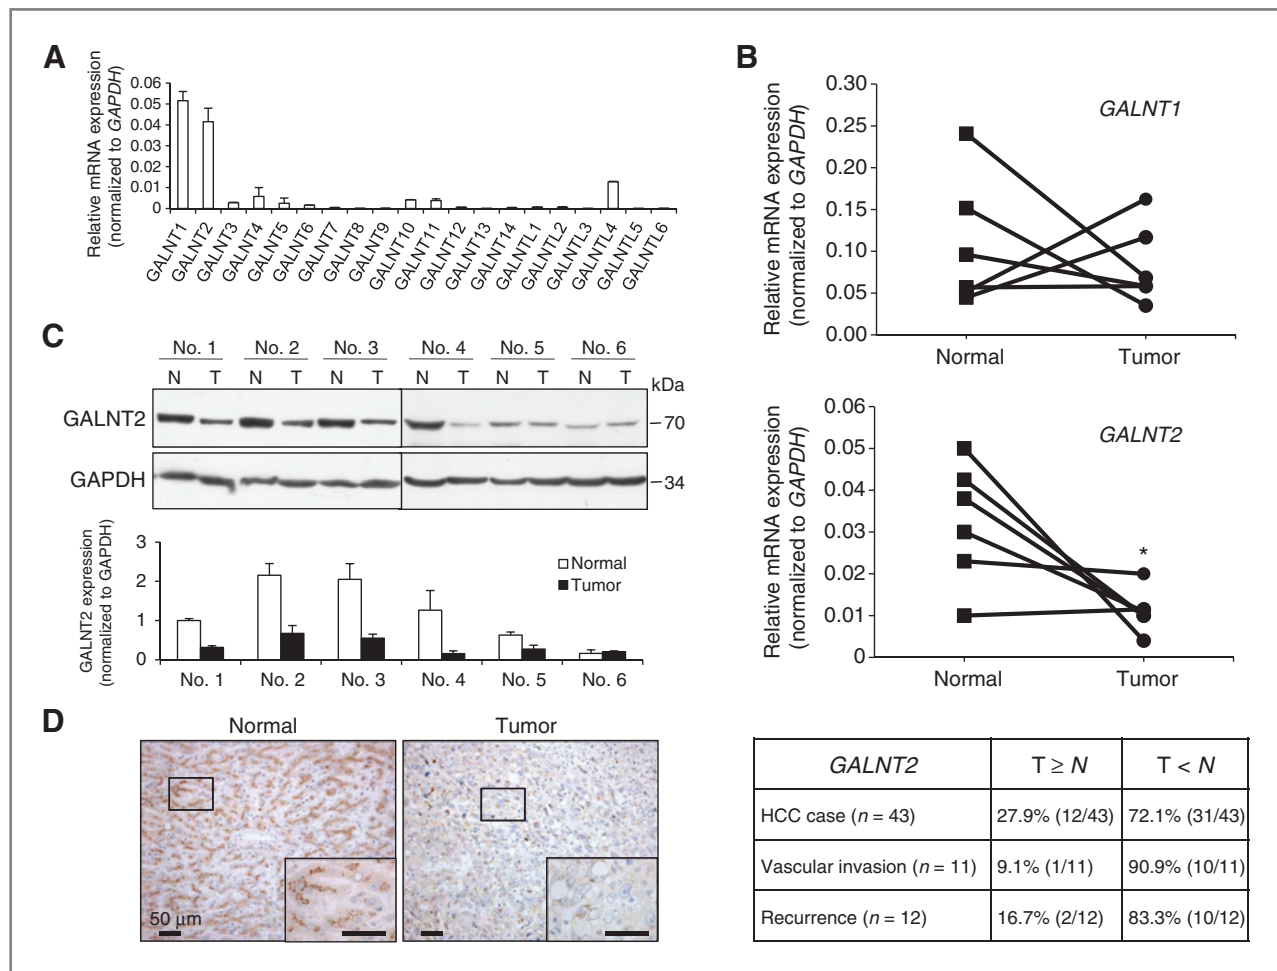 A
Relative mRNA expression
(normalized to GAPDH)
0.06
0.05
0.04
0.03
0.02
0.01
0
GALNT1
GALNT2
GALNT3
GALNT4
GALNT5
GALNT6
GALNT7
GALNT8
GALNT9
GALNT10
GALNT11
GALNT12
GALNT13
GALNT14
GALNTL1
GALNTL2
GALNTL3
GALNTL4
GALNTL5
GALNTL6
B
Relative mRNA expression
(normalized to GAPDH)
GALNT1
0.30
0.25
0.20
0.15
0.10
0.05
0.00
Normal Tumor
Relative mRNA expression
(normalized to GAPDH)
GALNT2
0.06
0.05
0.04
0.03
0.02
0.01
0
*
Normal Tumor
C
No. 1 No. 2 No. 3 No. 4 No. 5 No. 6
N T N T N T N T N T N T
kDa
GALNT2
70
GAPDH
34
GALNT2 expression
(normalized to GAPDH)
3
2
1
0
Normal
Tumor
No. 1 No. 2 No. 3 No. 4 No. 5 No. 6
D
Normal Tumor
50 µm
GALNT2 T ≥ N T < N
HCC case (n = 43) 27.9% (12/43) 72.1% (31/43)
Vascular invasion (n = 11) 9.1% (1/11) 90.9% (10/11)
Recurrence (n = 12) 16.7% (2/12) 83.3% (10/12)